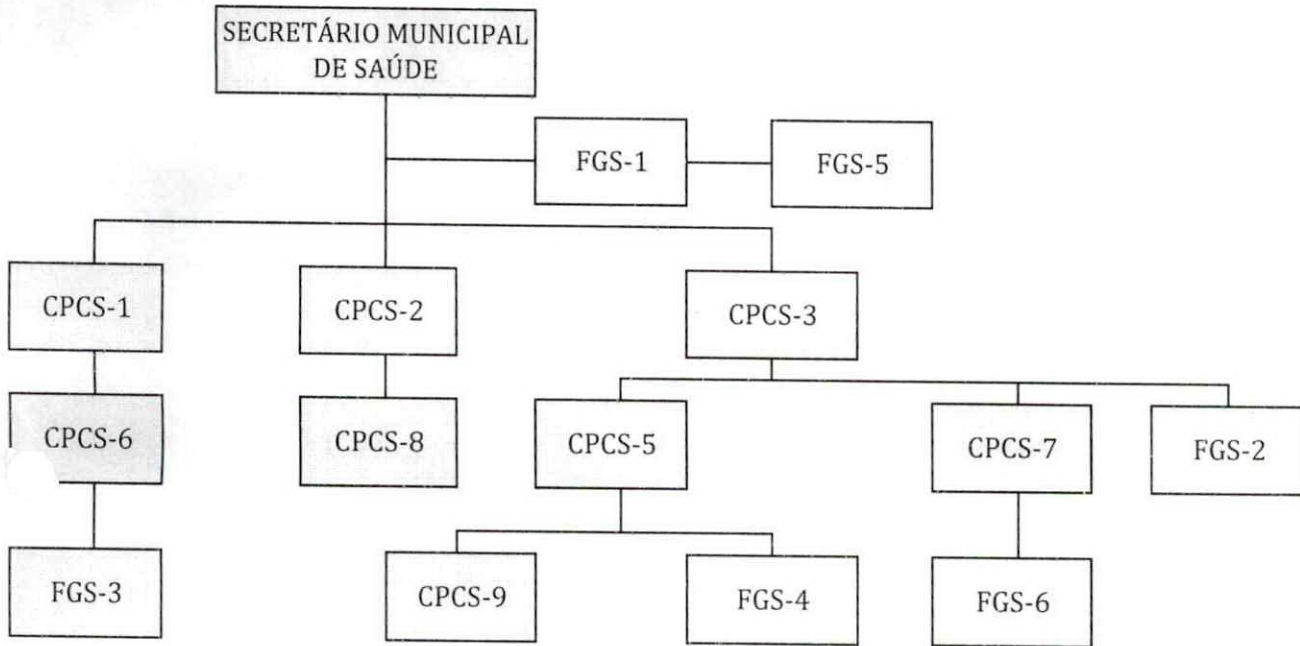 SECRETÁRIO MUNICIPAL
DE SAÚDE
FGS-1
FGS-5
CPCS-1
CPCS-2
CPCS-3
CPCS-6
CPCS-8
CPCS-5
CPCS-7
FGS-2
FGS-3
CPCS-9
FGS-4
FGS-6